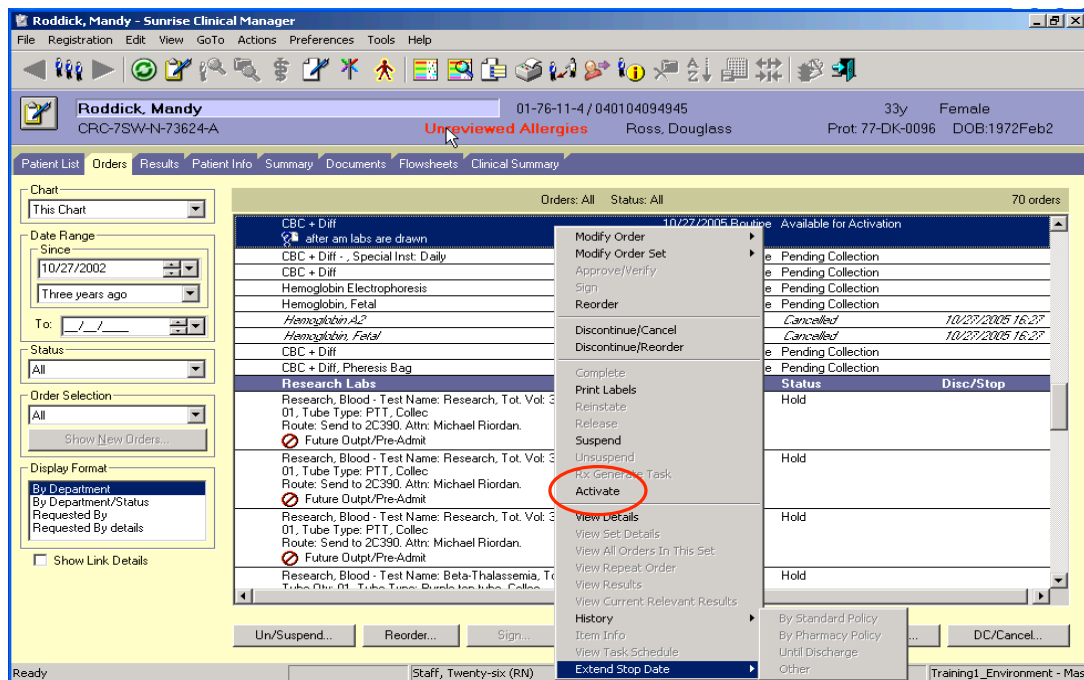 Roddick, Mandy - Sunrise Clinical Manager
File Registration Edit View GoTo Actions Preferences Tools Help
Roddick, Mandy 01-76-11-4 / 040104094945 33y Female
CRC-7SW-N-73624-A Unreviewed Allergies Ross, Douglass Prot: 77-DK-0096 DOB:1972Feb2
Patient List Orders Results Patient Info Summary Documents Flowsheets Clinical Summary
Chart
This Chart
Date Range
Since
10/27/2002
Three years ago
To: _/_/___
Status
All
Order Selection
All
Show New Orders...
Display Format
By Department
By Department/Status
Requested By
Requested By details
Show Link Details
Orders: All Status: All 70 orders
CBC + Diff 10/27/2005 Routine Available for Activation
after am labs are drawn
CBC + Diff - , Special Inst: Daily e Pending Collection
CBC + Diff e Pending Collection
Hemoglobin Electrophoresis e Pending Collection
Hemoglobin, Fetal e Pending Collection
Hemoglobin A2 Cancelled 10/27/2005 16:27
Hemoglobin, Fetal Cancelled 10/27/2005 16:27
CBC + Diff e Pending Collection
CBC + Diff, Pheresis Bag e Pending Collection
Research Labs Status Disc/Stop
Research, Blood - Test Name: Research, Tot. Vol: 3 Hold
01, Tube Type: PTT, Collec
Route: Send to 2C390. Attn: Michael Riordan.
Future Outpt/Pre-Admit
Research, Blood - Test Name: Research, Tot. Vol: 3 Hold
01, Tube Type: PTT, Collec
Route: Send to 2C390. Attn: Michael Riordan.
Future Outpt/Pre-Admit
Research, Blood - Test Name: Research, Tot. Vol: 3 Hold
01, Tube Type: PTT, Collec
Route: Send to 2C390. Attn: Michael Riordan.
Future Outpt/Pre-Admit
Research, Blood - Test Name: Beta-Thalassemia, To Hold
Tube Qty: 01, Tube Type: Purple top tube, Collec
Modify Order
Modify Order Set
Approve/Verify
Sign
Reorder
Discontinue/Cancel
Discontinue/Reorder
Complete
Print Labels
Reinstate
Release
Suspend
Unsuspend
Rx Generate Task
Activate
View Details
View Set Details
View All Orders In This Set
View Repeat Order
View Results
View Current Relevant Results
History
Item Info
View Task Schedule
Extend Stop Date
By Standard Policy
By Pharmacy Policy
Until Discharge
Other
Un/Suspend... Reorder... Sign... ... DC/Cancel...
Ready Staff, Twenty-six (RN) Training1_Environment - Mas